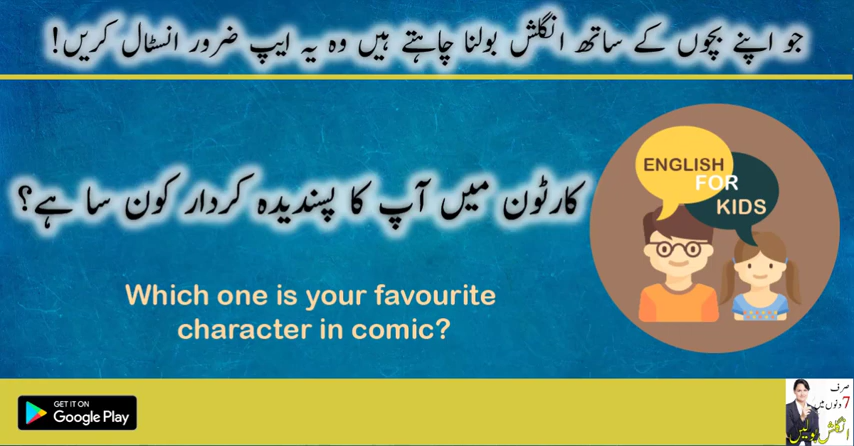 جو اپنے بچوں کے ساتھ انگلش بولنا چاہتے ہیں وہ یہ ایپ ضرور انسٹال کریں!
ENGLISH
FOR
KIDS
کارٹون میں آپ کا پسندیدہ کردار کون سا ہے؟
Which one is your favourite
character in comic?
GET IT ON
Google Play
صرف
7 دنوں میں
انگلش بولیں